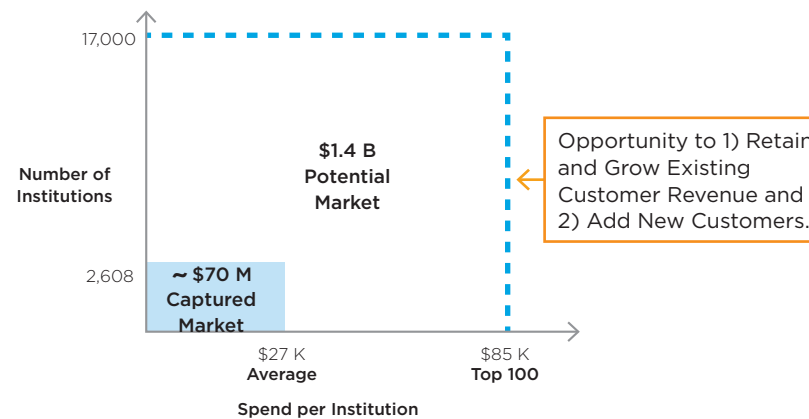 17,000
Number of
Institutions
2,608
$1.4 B
Potential
Market
~ $70 M
Captured
Market
Opportunity to 1) Retain
and Grow Existing
Customer Revenue and
2) Add New Customers.
$27 K
Average
$85 K
Top 100
Spend per Institution